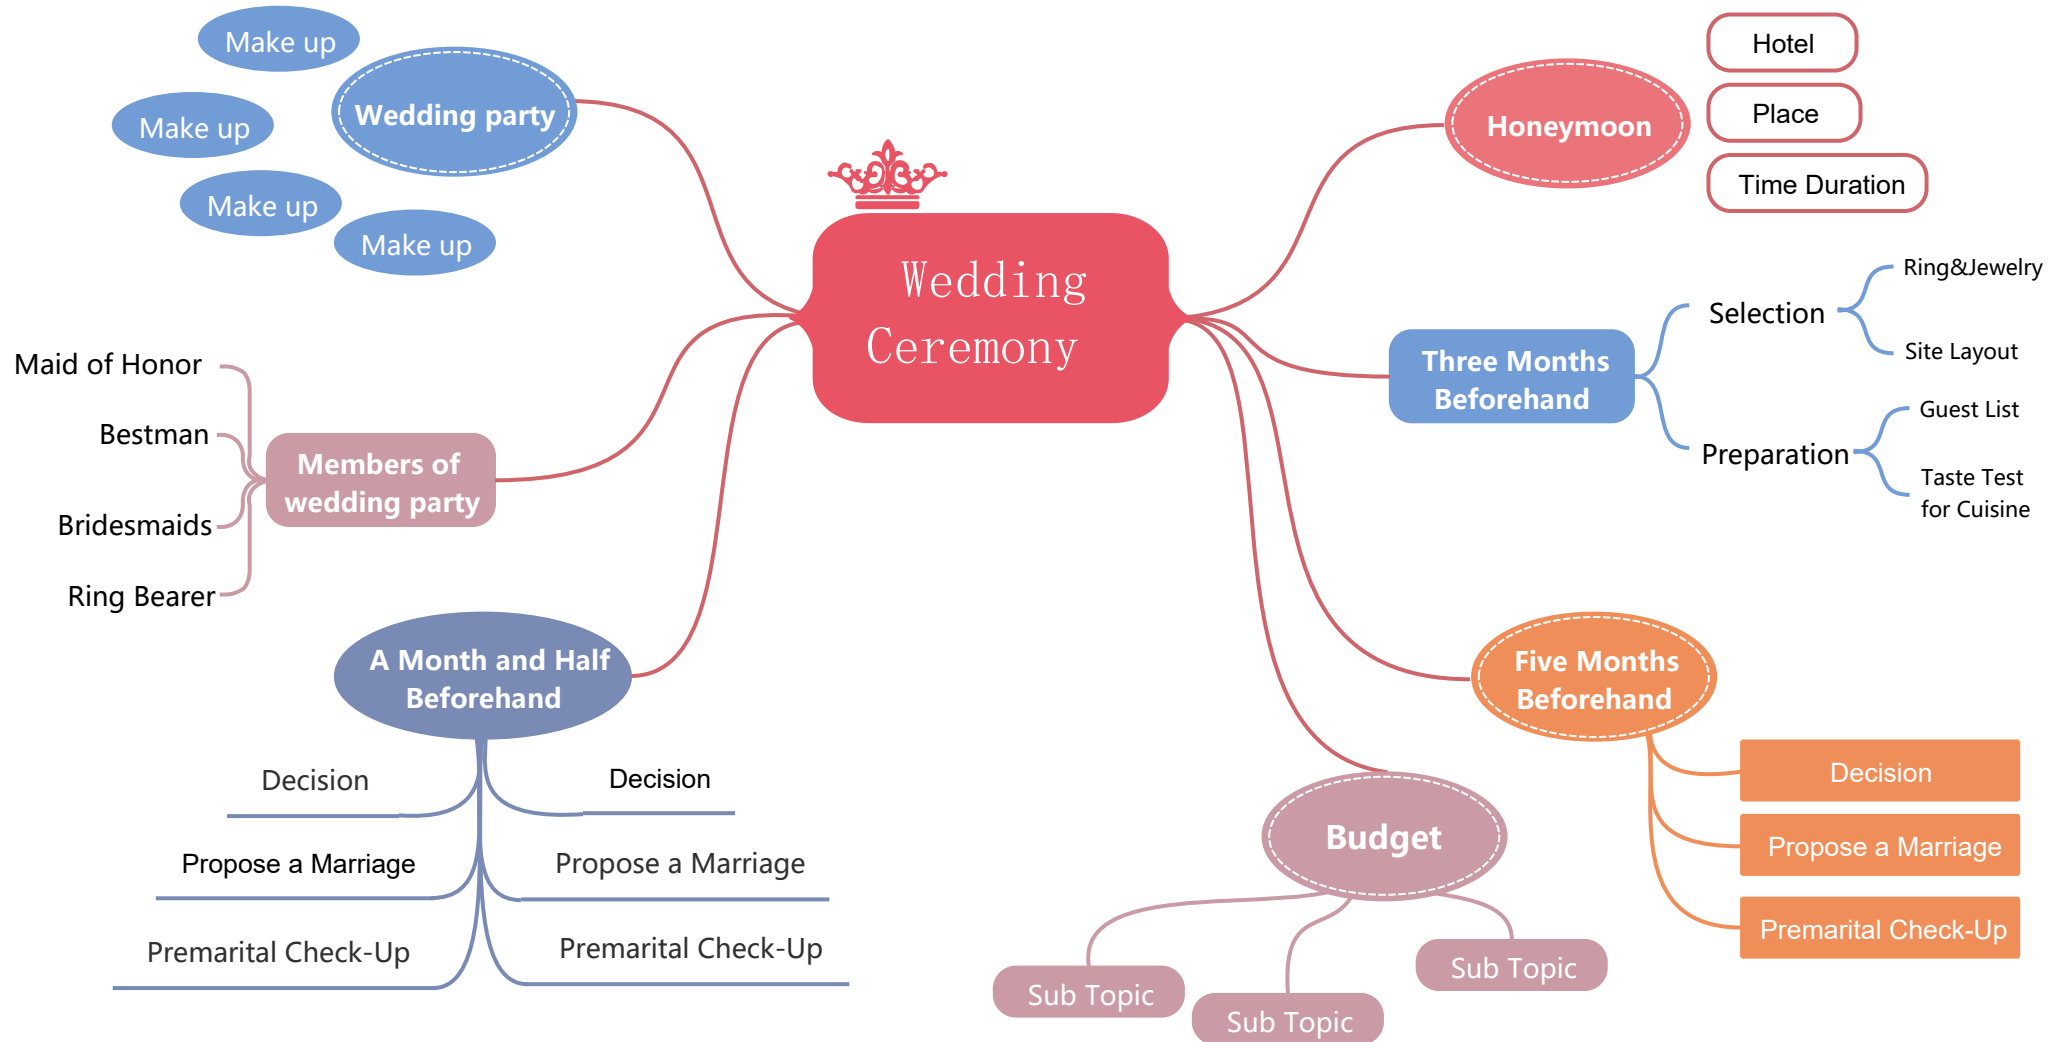 Wedding
Ceremony
Wedding party
Make up
Make up
Make up
Make up
Members of
wedding party
Maid of Honor
Bestman
Bridesmaids
Ring Bearer
A Month and Half
Beforehand
Decision
Propose a Marriage
Premarital Check-Up
Decision
Propose a Marriage
Premarital Check-Up
Honeymoon
Hotel
Place
Time Duration
Three Months
Beforehand
Selection
Ring&Jewelry
Site Layout
Preparation
Guest List
Taste Test
for Cuisine
Five Months
Beforehand
Decision
Propose a Marriage
Premarital Check-Up
Budget
Sub Topic
Sub Topic
Sub Topic